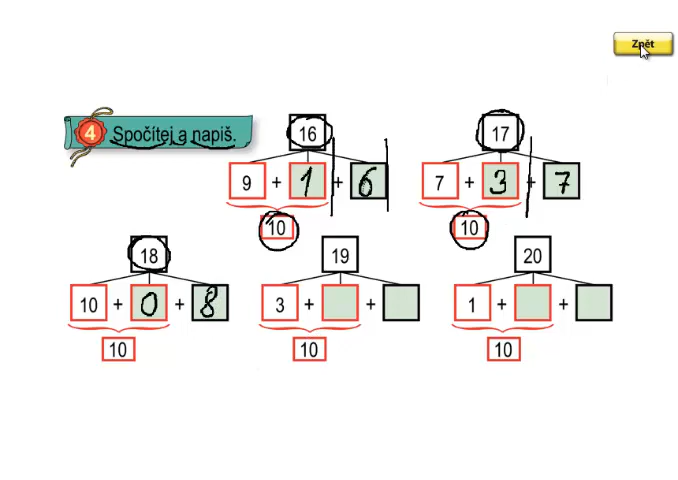 Zpět
4 Spočítej a napiš.
16
9 + 1 + 6
10
17
7 + 3 + 7
10
18
10 + 0 + 8
10
19
3 + +
10
20
1 + +
10